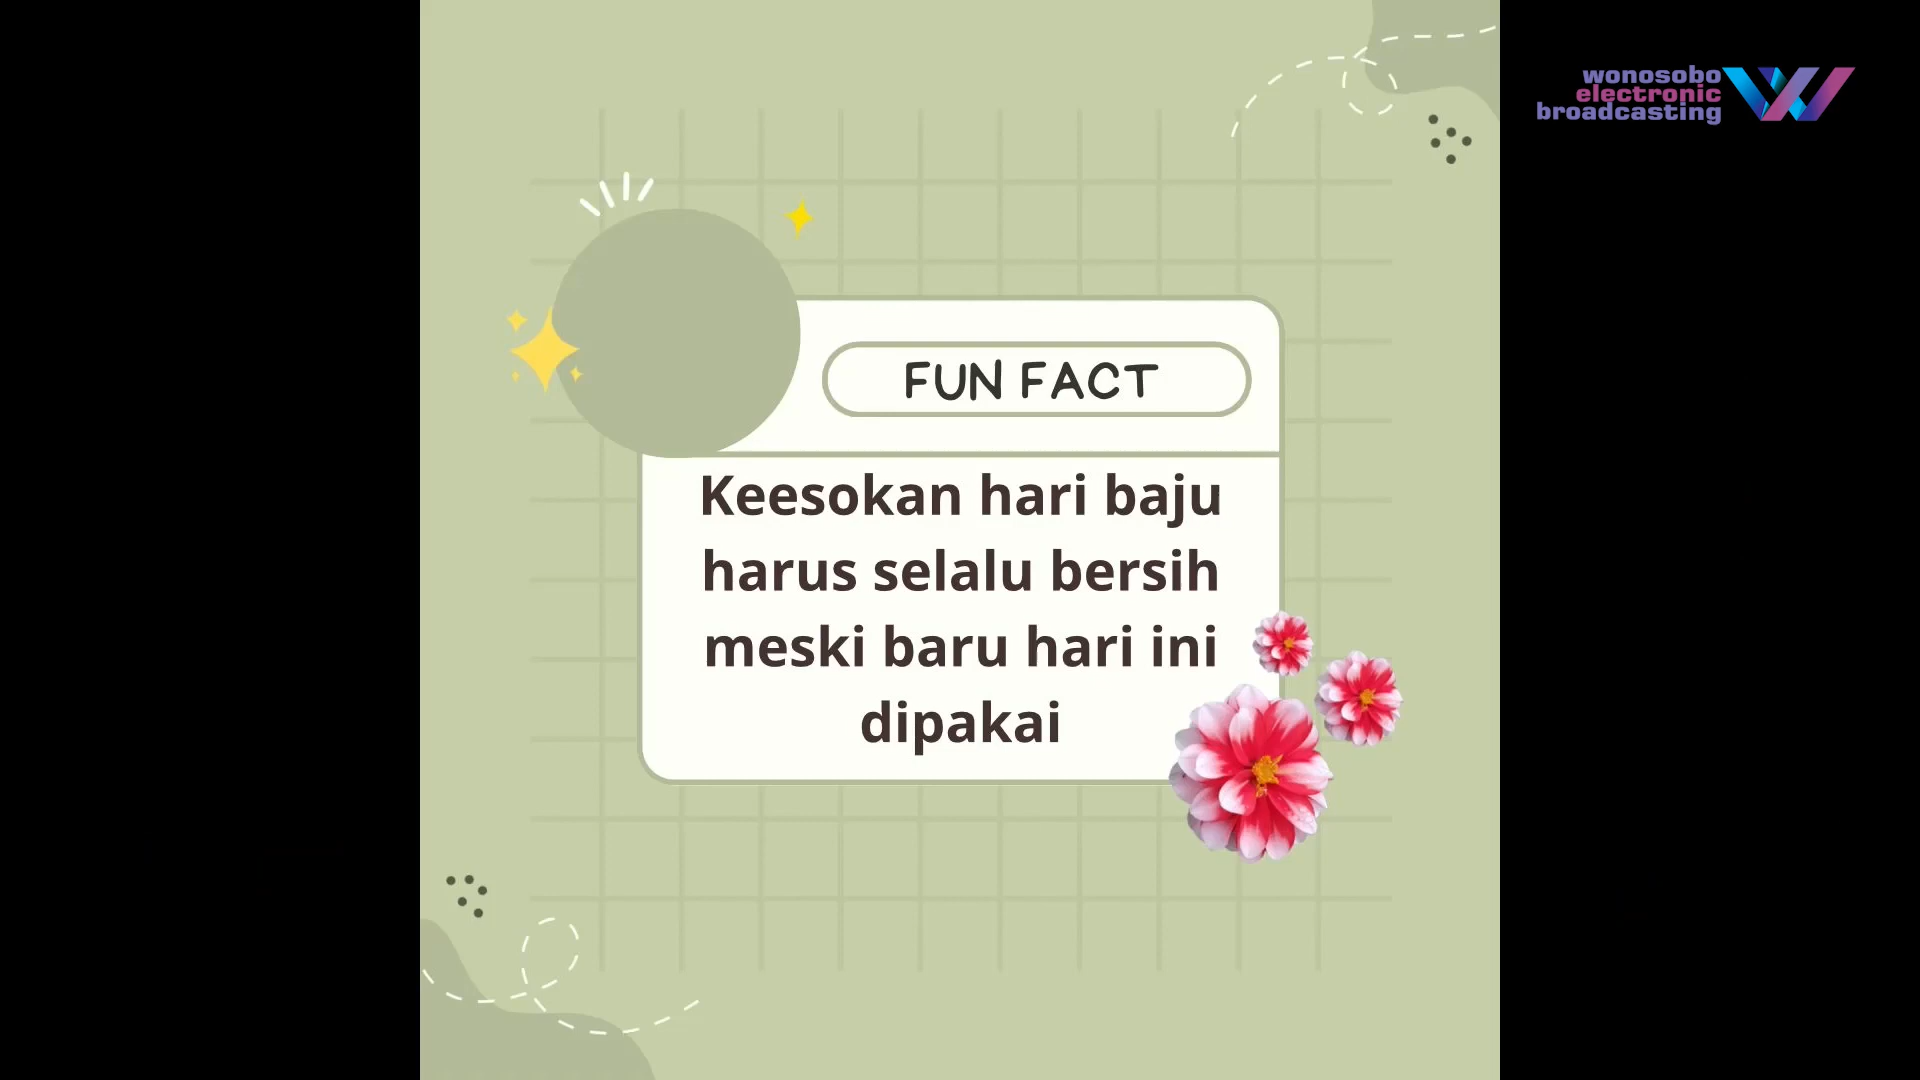 wonosobo
electronic
broadcasting
FUN FACT
Keesokan hari baju
harus selalu bersih
meski baru hari ini
dipakai